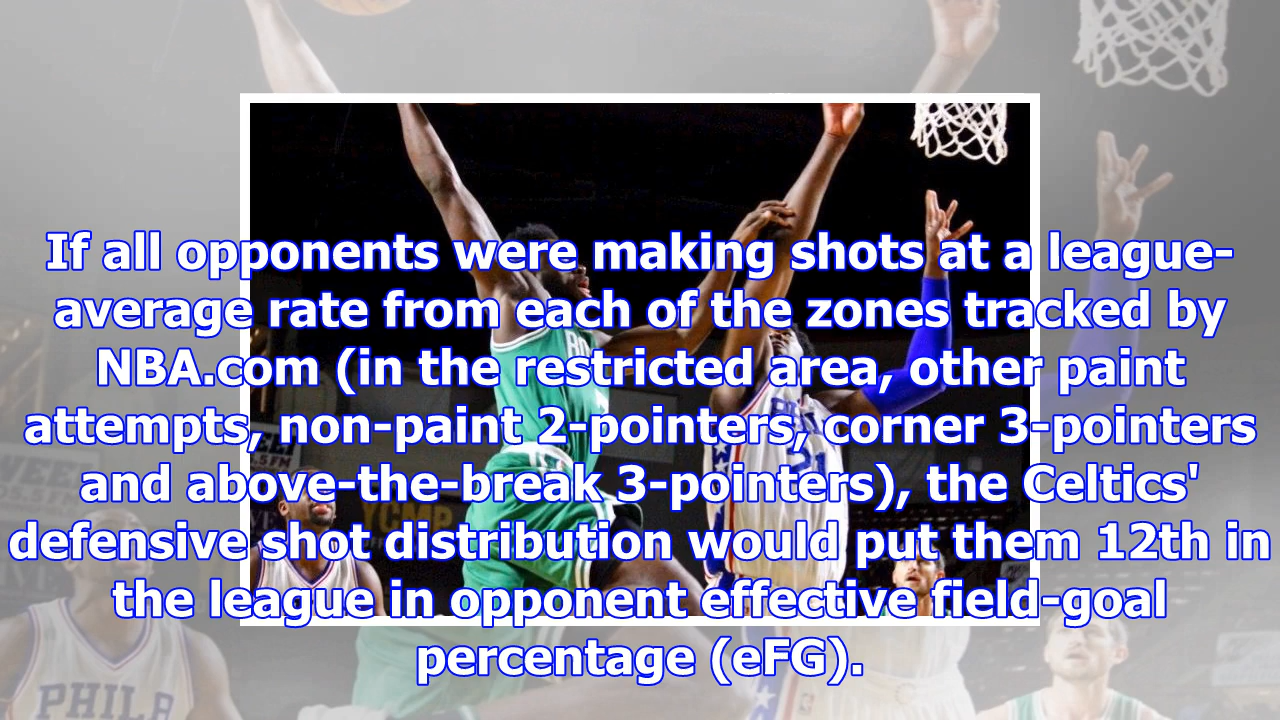 If all opponents were making shots at a league-
average rate from each of the zones tracked by
NBA.com (in the restricted area, other paint
attempts, non-paint 2-pointers, corner 3-pointers
and above-the-break 3-pointers), the Celtics'
defensive shot distribution would put them 12th in
the league in opponent effective field-goal
percentage (eFG).
PHILA